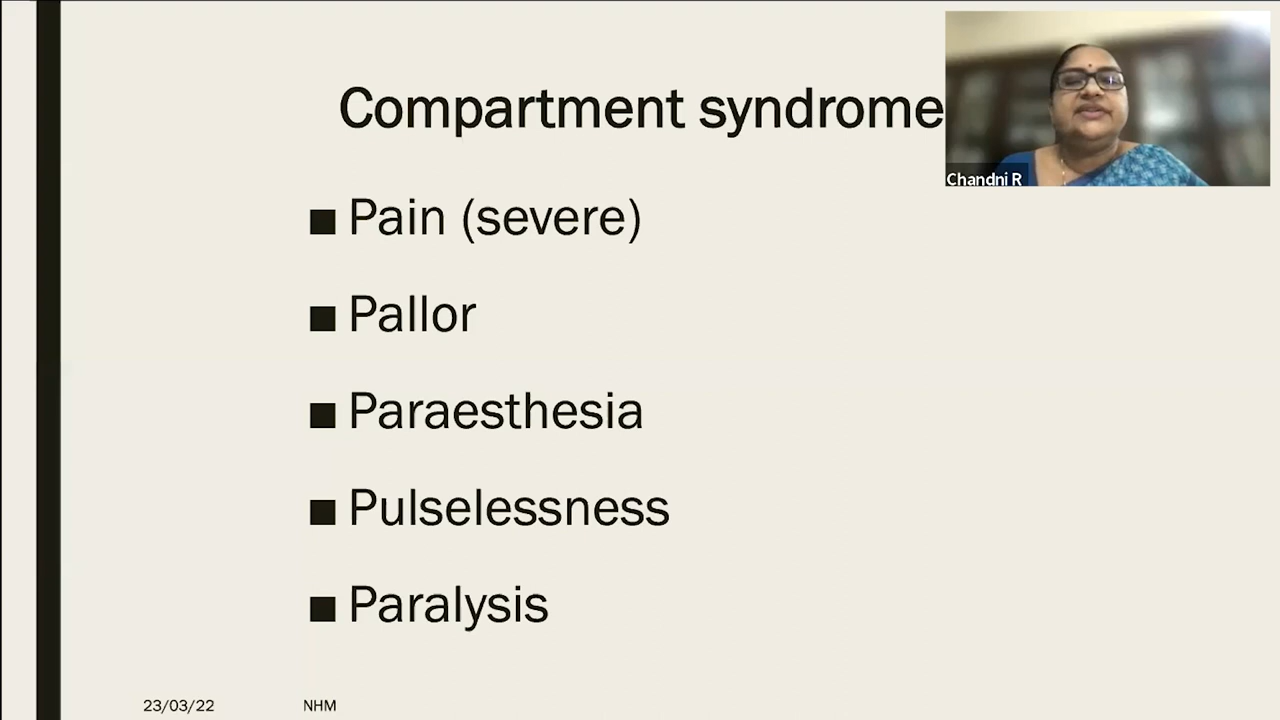 Compartment syndrome
Chandni R
■ Pain (severe)
■ Pallor
■ Paraesthesia
■ Pulselessness
■ Paralysis
23/03/22 NHM